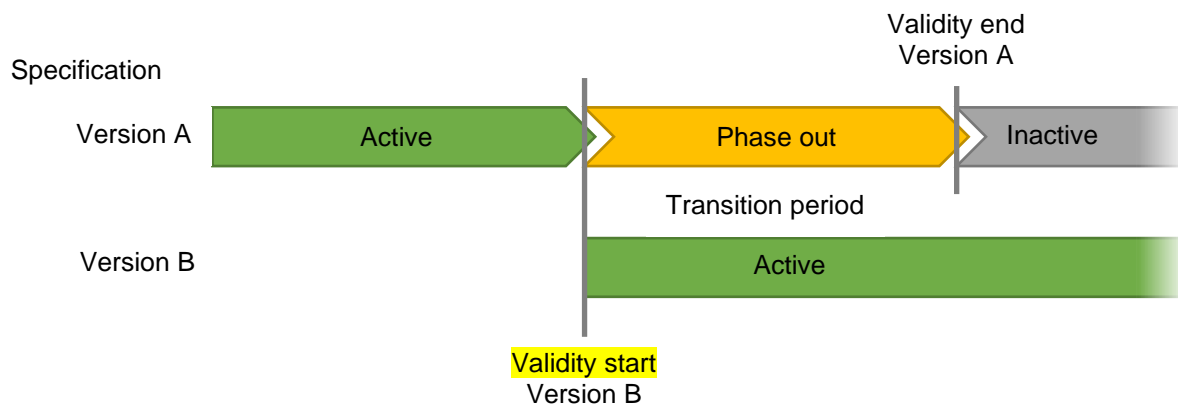 Validity end
Version A
Specification
Version A
Active
Phase out
Inactive
Transition period
Version B
Active
Validity start
Version B